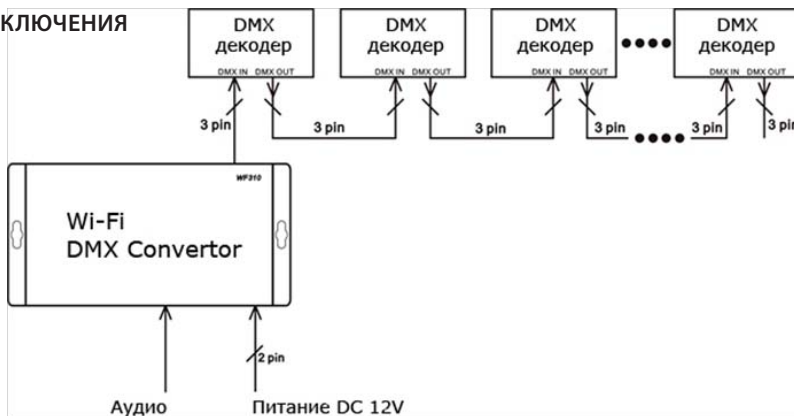 КЛЮЧЕНИЯ
DMX
декодер
DMX IN DMX OUT
DMX
декодер
DMX IN DMX OUT
DMX
декодер
DMX IN DMX OUT
DMX
декодер
DMX IN DMX OUT
3 pin
3 pin
3 pin
3 pin
3 pin
3 pin
WF310
Wi-Fi
DMX Convertor
2 pin
Аудио
Питание DC 12V